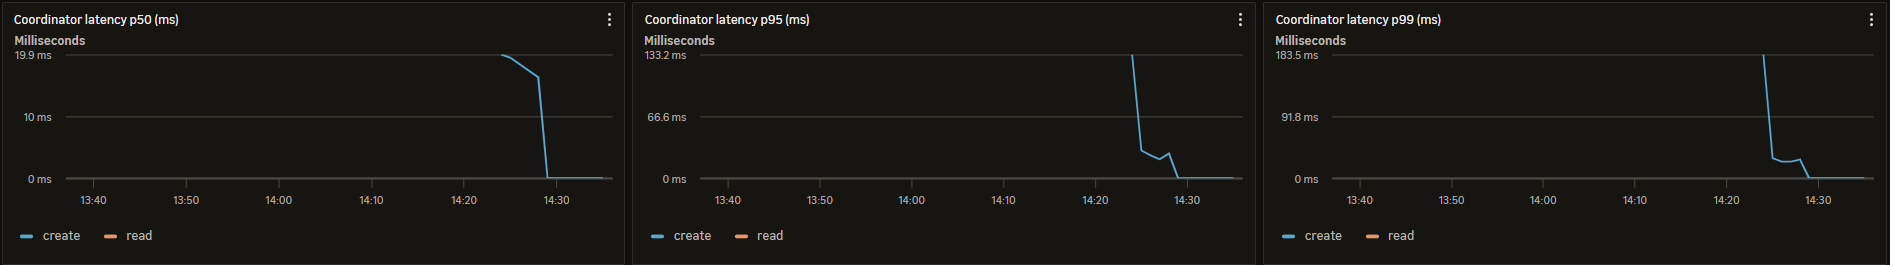 Coordinator latency p50 (ms)
Milliseconds
19.9 ms
10 ms
0 ms
13:40 13:50 14:00 14:10 14:20 14:30
create read
Coordinator latency p95 (ms)
Milliseconds
133.2 ms
66.6 ms
0 ms
13:40 13:50 14:00 14:10 14:20 14:30
create read
Coordinator latency p99 (ms)
Milliseconds
183.5 ms
91.8 ms
0 ms
13:40 13:50 14:00 14:10 14:20 14:30
create read